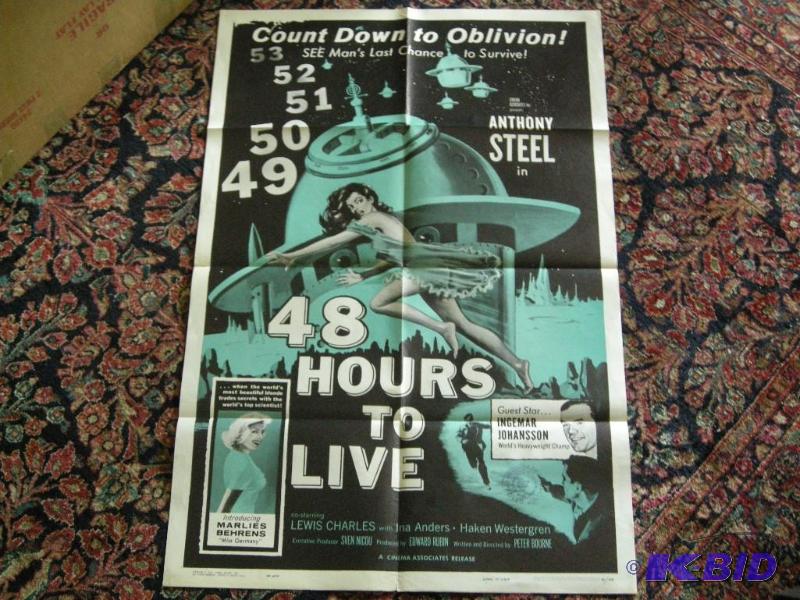 Count Down to Oblivion!
53 SEE Man's Last Chance to Survive!
52
51
50
49
ANTHONY
STEEL
in
48
HOURS
TO
LIVE
. . . when the world's
most beautiful blonde
trades secrets with the
world's top scientist!
Introducing
MARLIES
BEHRENS
"Miss Germany"
Guest Star...
INGEMAR
JOHANSSON
World's Heavyweight Champ
co-starring
LEWIS CHARLES with Ina Anders • Haken Westergren
Executive Producer SVEN NICOU Produced by EDWARD RUBIN Written and Directed by PETER BOURNE
A CINEMA ASSOCIATES RELEASE
© K-BID